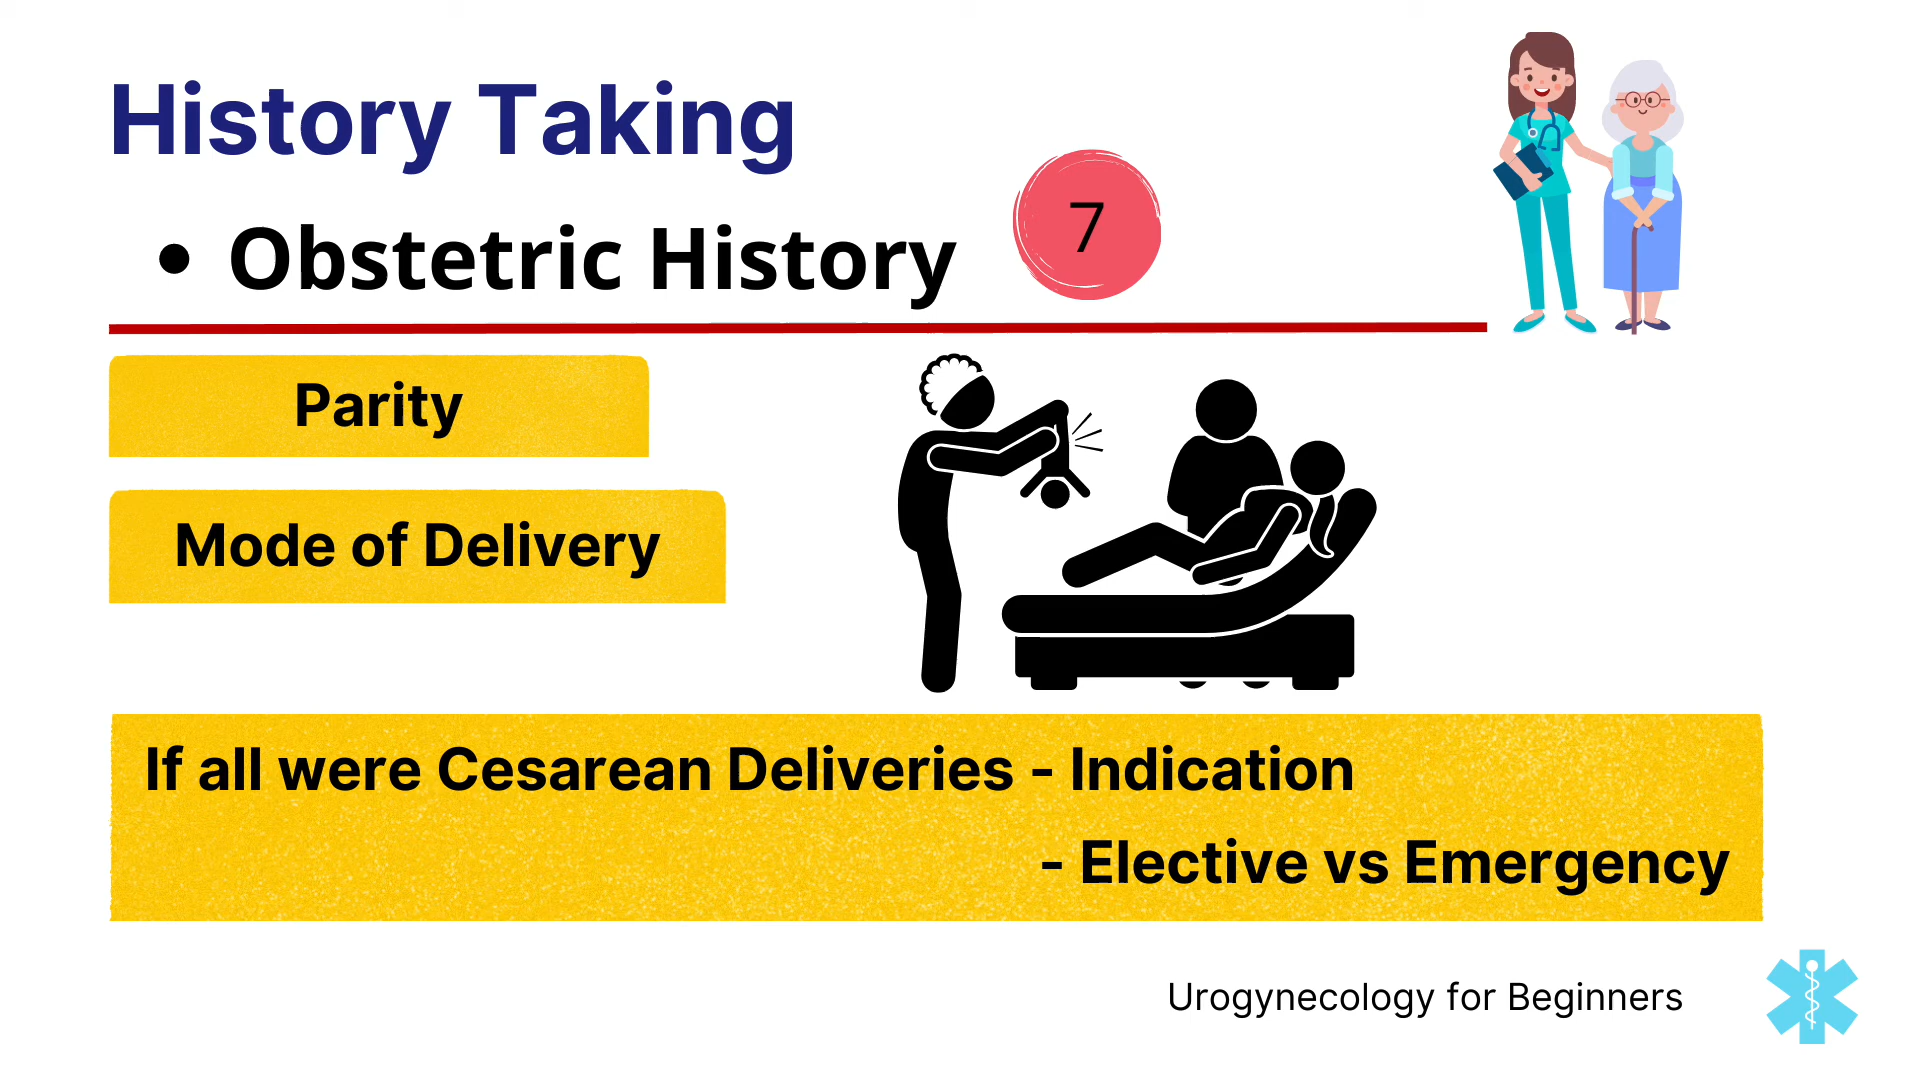 History Taking
• Obstetric History
7
Parity
Mode of Delivery
If all were Cesarean Deliveries - Indication
- Elective vs Emergency
Urogynecology for Beginners